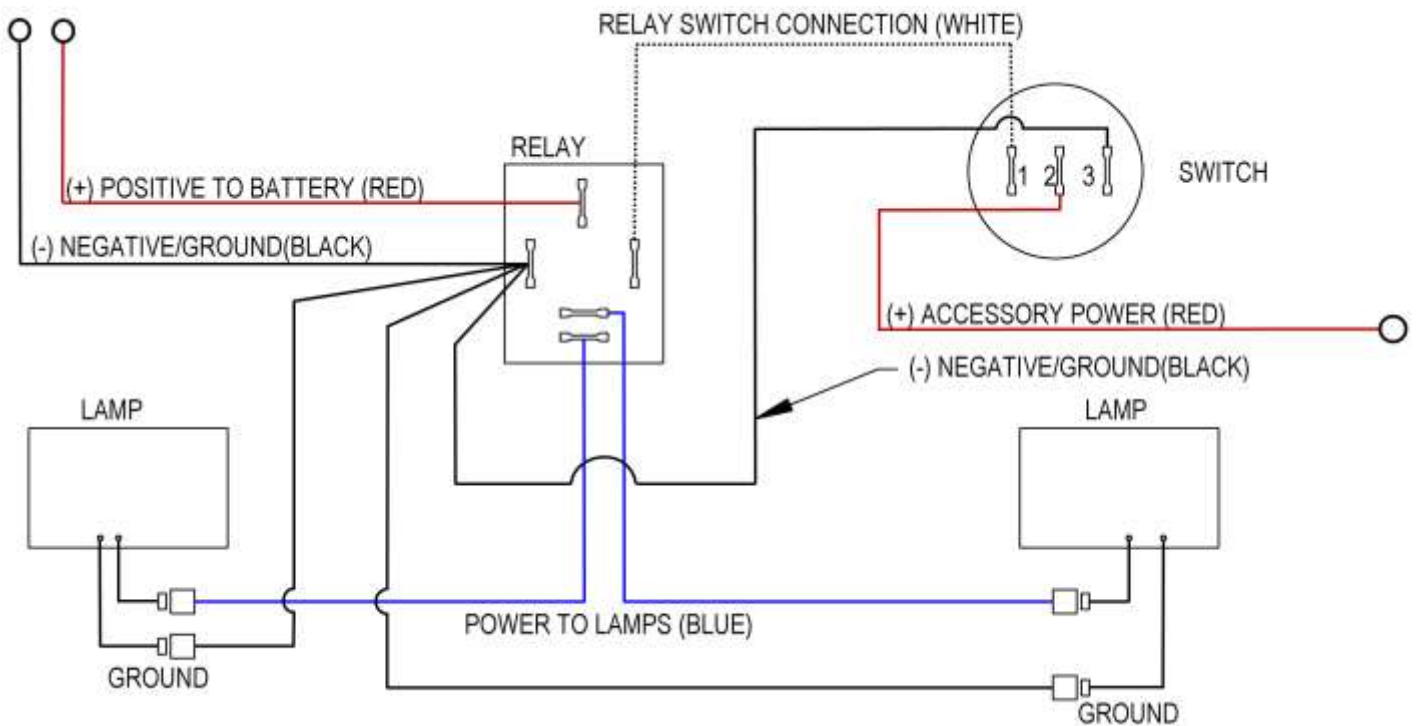 RELAY SWITCH CONNECTION (WHITE)
RELAY
1 2 3
SWITCH
(+) POSITIVE TO BATTERY (RED)
(-) NEGATIVE/GROUND(BLACK)
(+) ACCESSORY POWER (RED)
(-) NEGATIVE/GROUND(BLACK)
LAMP
LAMP
POWER TO LAMPS (BLUE)
GROUND
GROUND